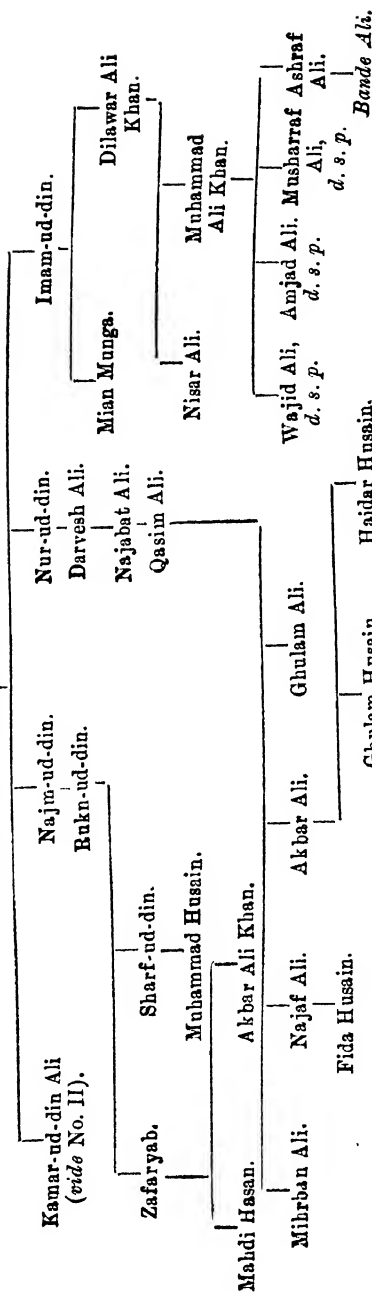 Kamar-ud-din Ali
(vide No. II).
Najm-ud-din.
Rukn-ud-din.
Nur-ud-din.
Darvesh Ali.
Najabat Ali.
Qasim Ali.
Imam-ud-din.
Mian Munga.
Dilawar Ali
Khan.
Zafaryab.
Sharf-ud-din.
Muhammad Husain.
Nisar Ali.
Muhammad
Ali Khan.
Mahdi Hasan.
Akbar Ali Khan.
Wajid Ali,
d. s. p.
Amjad Ali.
d. s. p.
Musharraf
Ali,
d. s. p.
Ashraf
Ali.
Bande Ali.
Mihrban Ali.
Najaf Ali.
Akbar Ali.
Ghulam Ali.
Fida Husain.
Ghulam Husain
Haidar Husain.